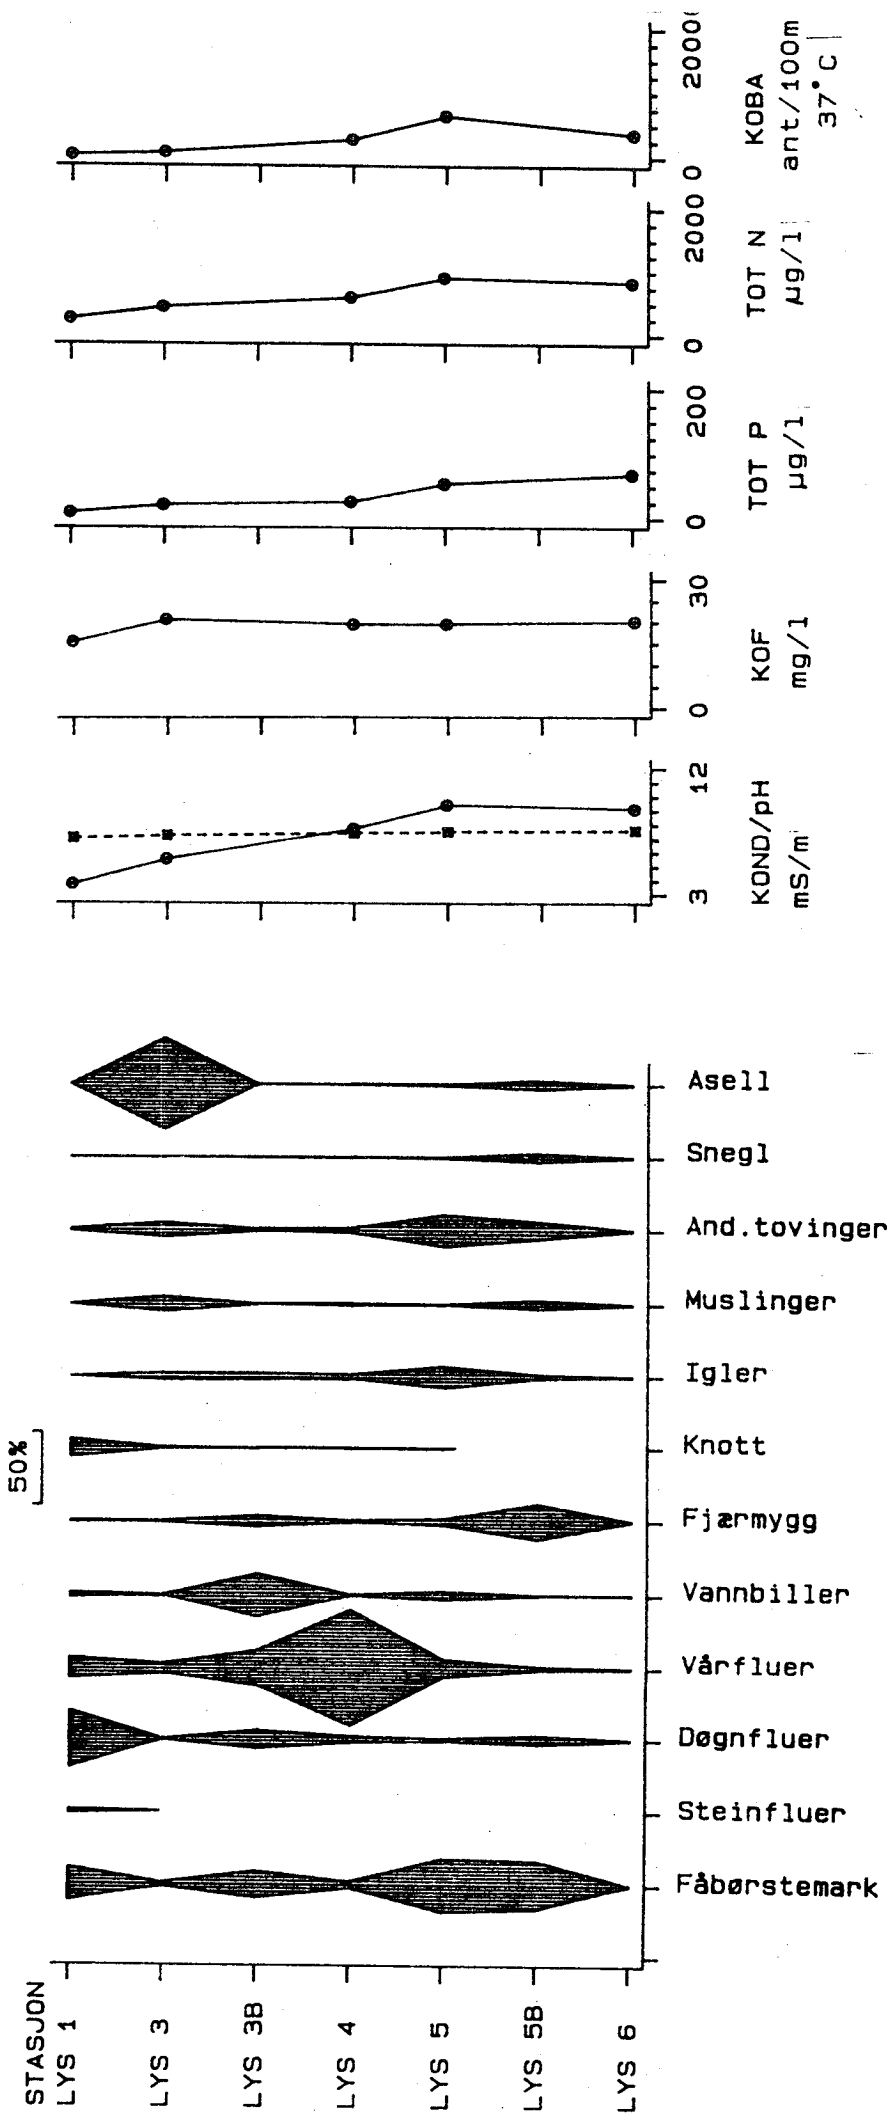 STASJON
LYS 1
LYS 3
LYS 3B
LYS 4
LYS 5
LYS 5B
LYS 6
50%
Fåbørstemark
Steinfluer
Døgnfluer
Vårfluer
Vannbiller
Fjærmygg
Knott
Igler
Muslinger
And.tovinger
Snegl
Asell
3 12
KOND/pH
mS/m
0 30
KOF
mg/l
0 200
TOT P
µg/l
0 2000
TOT N
µg/l
0 2000
KOBA
ant/100m
37°C